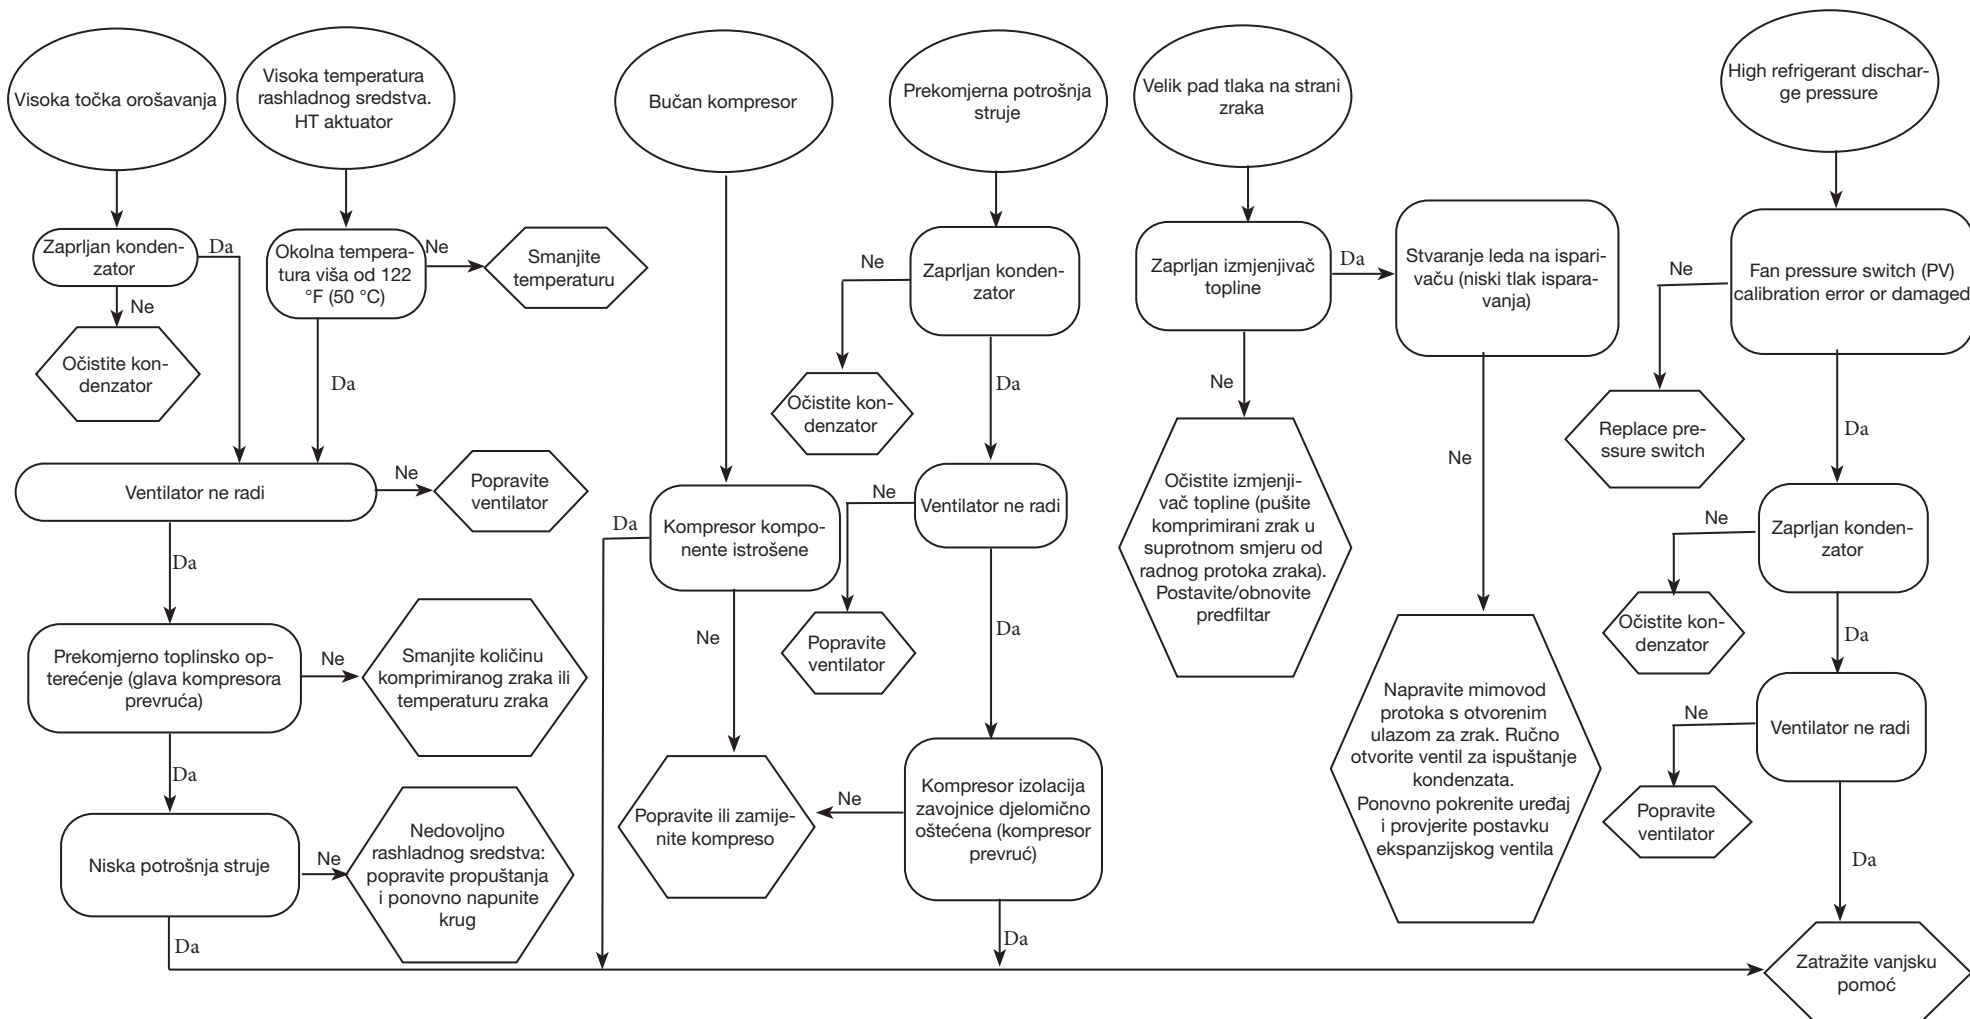 Visoka točka orošavanja
Zaprljan konden-
zator
Da
Ne
Očistite kon-
denzator
Visoka temperatura
rashladnog sredstva.
HT aktuator
Okolna tempera-
tura viša od 122
°F (50 °C)
Ne
Smanjite
temperaturu
Da
Ventilator ne radi
Ne
Popravite
ventilator
Da
Prekomjerno toplinsko op-
terećenje (glava kompresora
prevruća)
Ne
Smanjite količinu
komprimiranog zraka ili
temperaturu zraka
Da
Niska potrošnja struje
Ne
Nedovoljno
rashladnog sredstva:
popravite propuštanja
i ponovno napunite
krug
Da
Bučan kompresor
Da
Kompresor kompo-
nente istrošene
Ne
Popravite ili zamije-
nite kompreso
Prekomjerna potrošnja
struje
Ne
Zaprljan konden-
zator
Očistite kon-
denzator
Da
Ne
Ventilator ne radi
Popravite
ventilator
Da
Ne
Kompresor izolacija
zavojnice djelomično
oštećena (kompresor
prevruć)
Da
Velik pad tlaka na strani
zraka
Zaprljan izmjenjivač
topline
Da
Ne
Očistite izmjenji-
vač topline (pušite
komprimirani zrak u
suprotnom smjeru od
radnog protoka zraka).
Postavite/obnovite
predfiltar
Stvaranje leda na ispari-
vaču (niski tlak ispara-
vanja)
Ne
Napravite mimovod
protoka s otvorenim
ulazom za zrak. Ručno
otvorite ventil za ispuštanje
kondenzata.
Ponovno pokrenite uređaj
i provjerite postavku
ekspanzijskog ventila
High refrigerant dischar-
ge pressure
Ne
Fan pressure switch (PV)
calibration error or damaged
Replace pre-
ssure switch
Da
Ne
Zaprljan konden-
zator
Očistite kon-
denzator
Da
Ne
Ventilator ne radi
Popravite
ventilator
Da
Zatražite vanjsku
pomoć